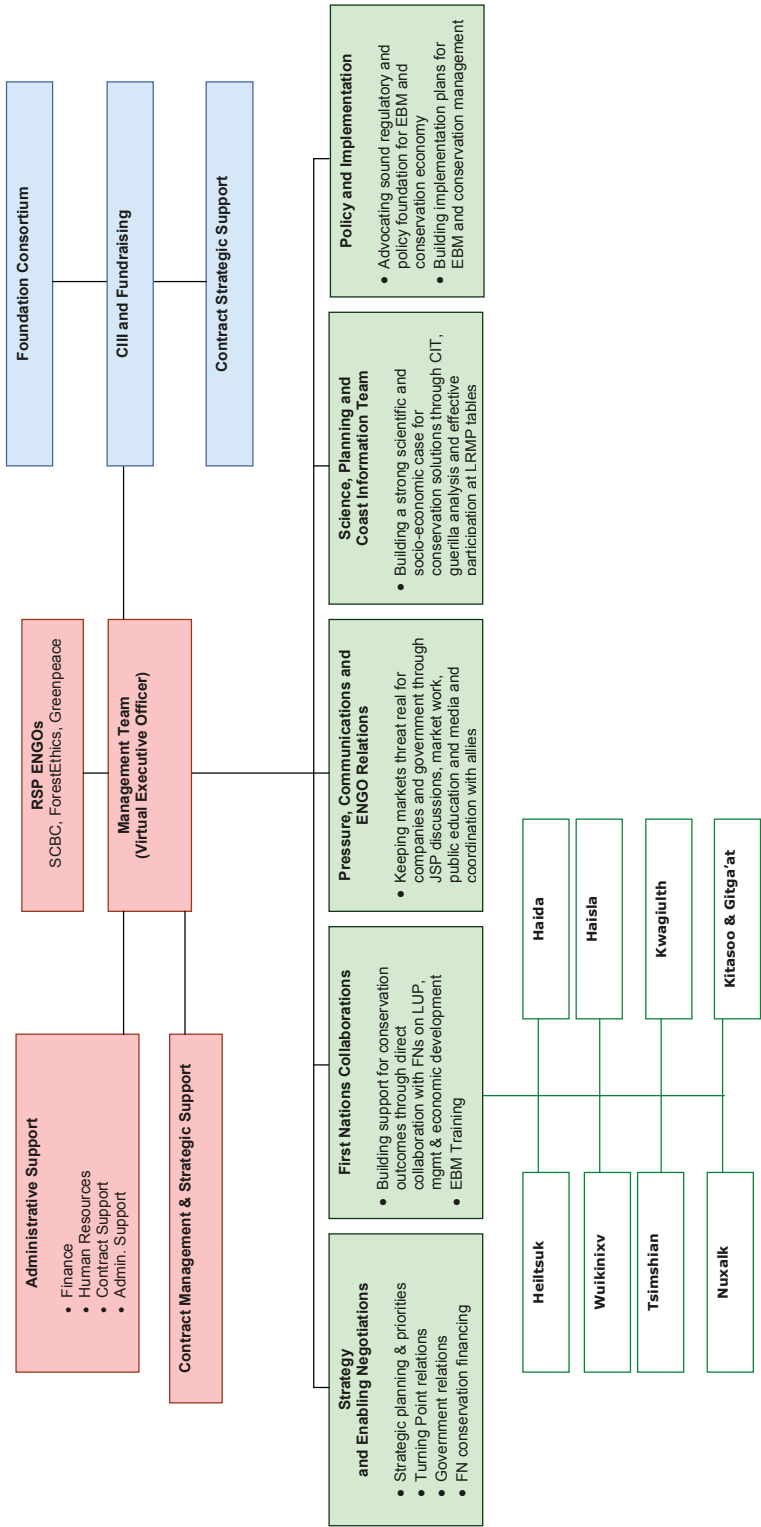 Administrative Support
• Finance
• Human Resources
• Contract Support
• Admin. Support
Contract Management & Strategic Support
RSP ENGOs
SCBC, ForestEthics, Greenpeace
Management Team
(Virtual Executive Officer)
Foundation Consortium
CIII and Fundraising
Contract Strategic Support
Strategy
and Enabling Negotiations
• Strategic planning & priorities
• Turning Point relations
• Government relations
• FN conservation financing
First Nations Collaborations
• Building support for conservation
outcomes through direct
collaboration with FNs on LUP,
mgmt & economic development
• EBM Training
Pressure, Communications and
ENGO Relations
• Keeping markets threat real for
companies and government through
JSP discussions, market work,
public education and media and
coordination with allies
Science, Planning and
Coast Information Team
• Building a strong scientific and
socio-economic case for
conservation solutions through CIT,
guerilla analysis and effective
participation at LRMP tables
Policy and Implementation
• Advocating sound regulatory and
policy foundation for EBM and
conservation economy
• Building implementation plans for
EBM and conservation management
Heiltsuk
Haida
Wuikinixv
Haisla
Tsimshian
Kwagiulth
Nuxalk
Kitasoo & Gitga'at